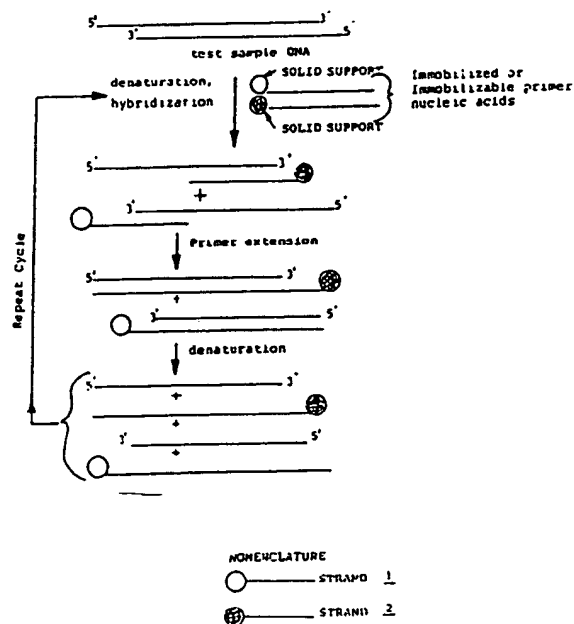 5' 3'
3' 5'
test sample DNA
denaturation,
hybridization
SOLID SUPPORT
SOLID SUPPORT
Immobilized or
Immobilizable primer
nucleic acids
5' 3'
+
3' 5'
Primer extension
5' 3'
+
3' 5'
denaturation
5' 3'
+
+
3' 5'
+
Repeat Cycle
NOMENCLATURE
STRAND 1
STRAND 2